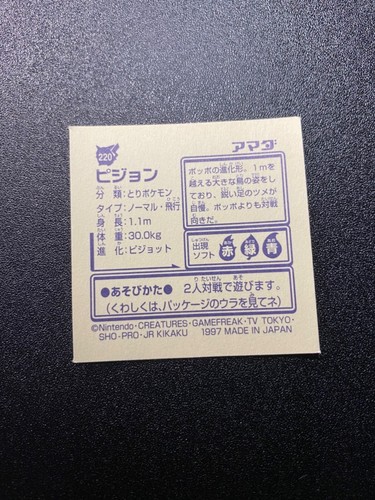 220
アマダ
ピジョン
分類：とりポケモン
タイプ：ノーマル・飛行
身長：1.1m
体重：30.0kg
進化：ピジョット
ポッポの進化形。1mを
越える大きな鳥の姿をし
ており、鋭い足のツメが
自慢。ポッポよりも対戦
向きだ。
出現
ソフト
赤 緑 青
●あそびかた● 2人対戦で遊びます。
(くわしくは、パッケージのウラを見てネ)
©Nintendo・CREATURES・GAMEFREAK・TV TOKYO・
SHO-PRO・JR KIKAKU 1997 MADE IN JAPAN